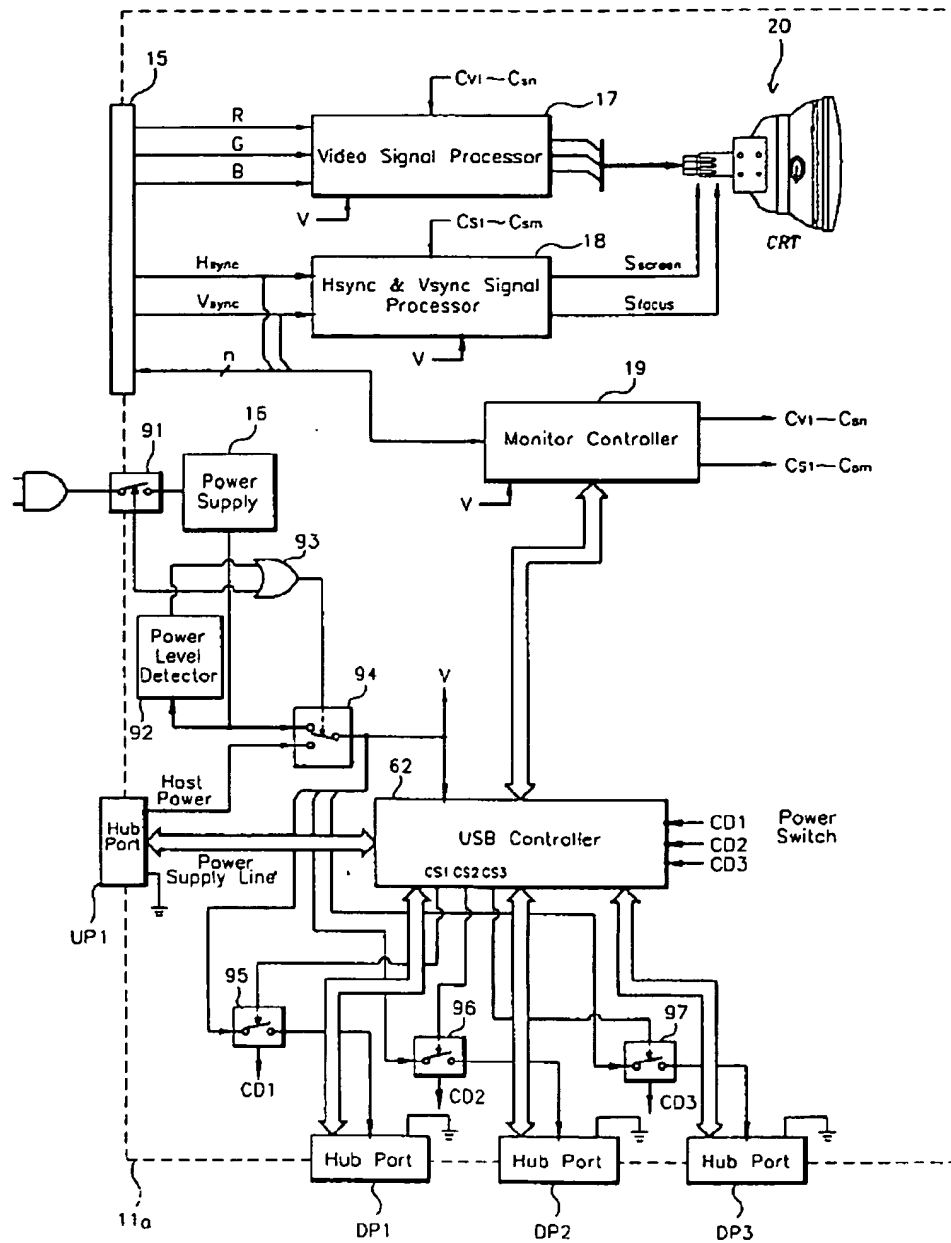 20
15
Cv1~Csn
17
R
G
B
Video Signal Processor
V
CRT
Cs1~Csm
18
Hsync
Vsync
Hsync & Vsync Signal
Processor
Sscreen
Sfocus
V
n
19
Monitor Controller
Cv1~Csn
Cs1~Csm
V
91
16
Power
Supply
93
Power
Level
Detector
92
94
V
Host
Power
62
Hub
Port
USB Controller
CD1
CD2
CD3
Power
Switch
Power
Supply Line
CS1 CS2 CS3
UP1
95
96
97
CD1
CD2
CD3
Hub Port
Hub Port
Hub Port
11a
DP1
DP2
DP3